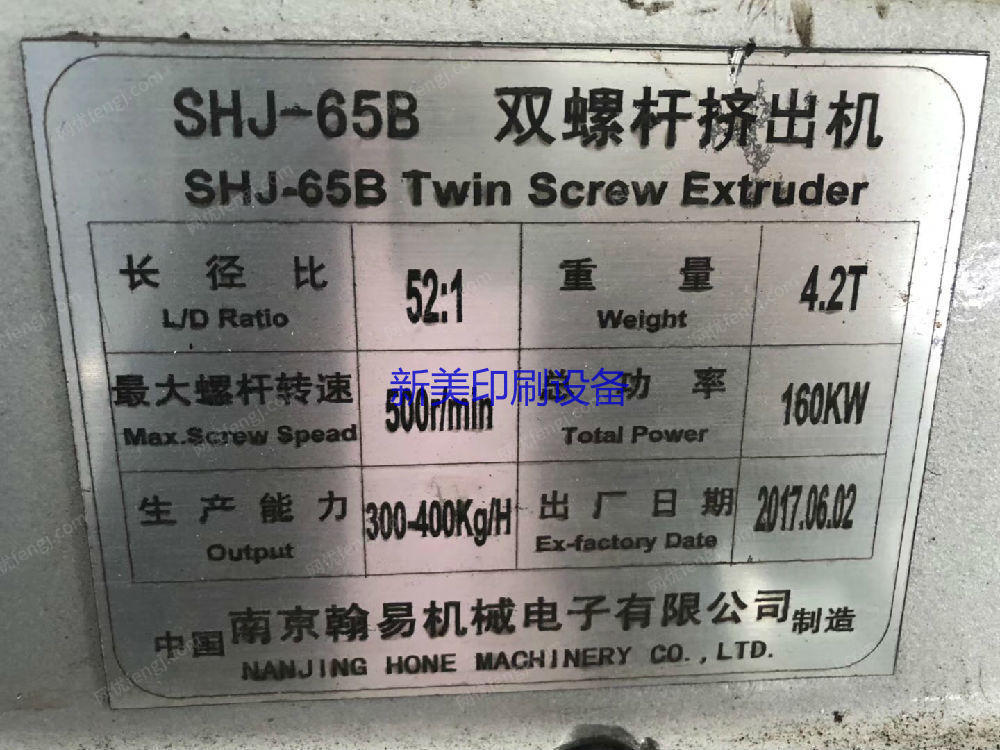 SHJ-65B 双螺杆挤出机
SHJ-65B Twin Screw Extruder
长径比 52:1 重量 4.2T
L/D Ratio Weight
最大螺杆转速 500r/min 总功率 160KW
Max.Screw Spead Total Power
新美印刷设备
生产能力 300-400Kg/H 出厂日期 2017.06.02
Output Ex-factory Date
中国 南京翰易机械电子有限公司 制造
NANJING HONE MACHINERY CO.,LTD.